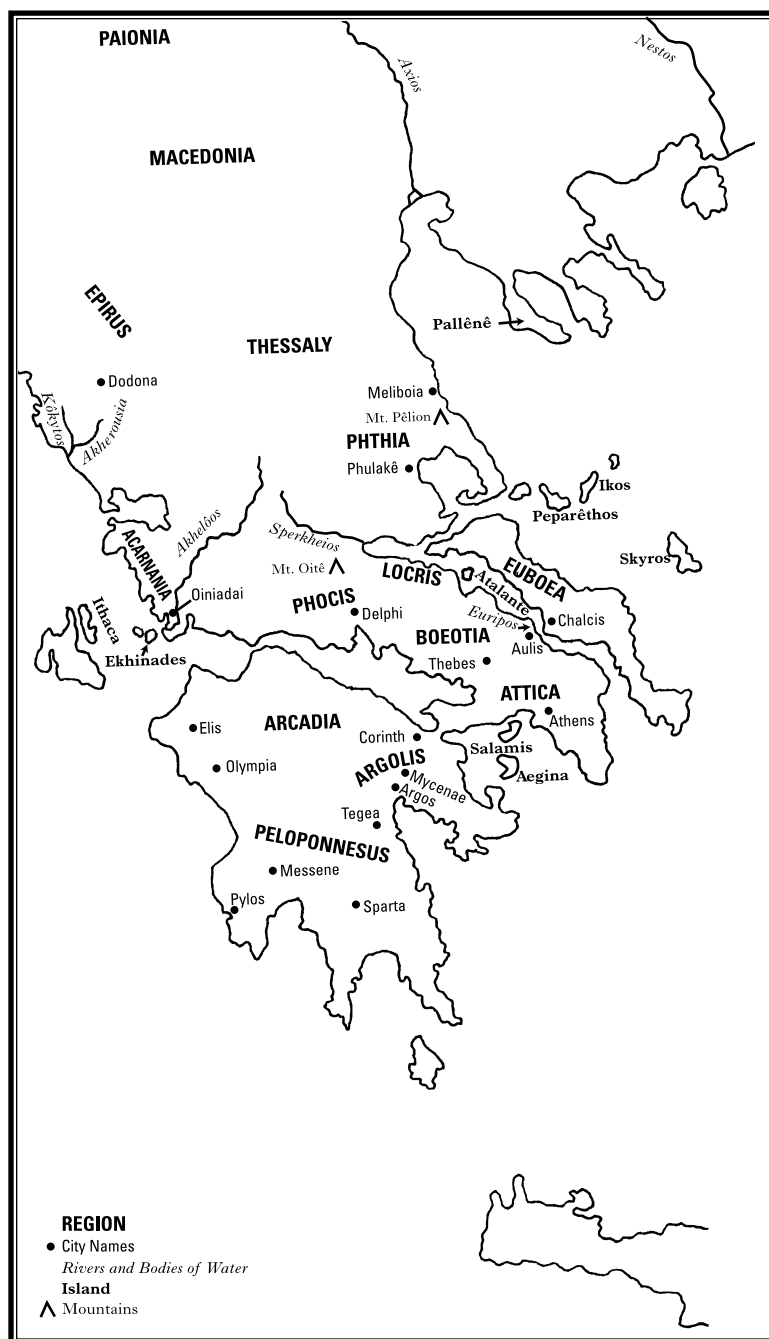 PAIONIA
Axios
Nestos
MACEDONIA
EPIRUS
Pallênê
THESSALY
Dodona
Meliboia
Kôkytos
Akherousia
Mt. Pêlion
PHTHIA
Phulakê
Ikos
Peparêthos
Akhelôos
Sperkheios
Skyros
ACARNANIA
Mt. Oitê
LOCRIS
EUBOEA
Atalante
Oiniadai
PHOCIS
Delphi
Ithaca
Euripos
Chalcis
BOEOTIA
Aulis
Ekhinades
Thebes
ATTICA
Athens
Elis
ARCADIA
Corinth
Salamis
ARGOLIS
Olympia
Mycenae
Aegina
Argos
Tegea
PELOPONNESUS
Messene
Pylos
Sparta
REGION
City Names
Rivers and Bodies of Water
Island
Mountains